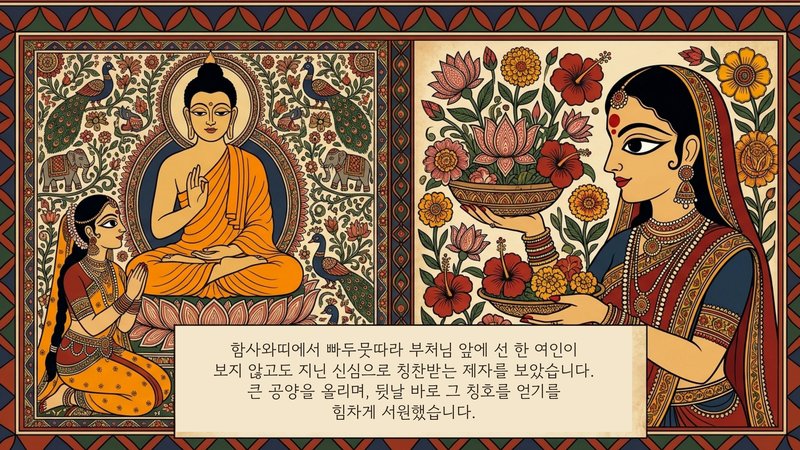 함사와띠에서 빠두뭇따라 부처님 앞에 선 한 여인이
보지 않고도 지닌 신심으로 칭찬받는 제자를 보았습니다.
큰 공양을 올리며, 뒷날 바로 그 칭호를 얻기를
힘차게 서원했습니다.